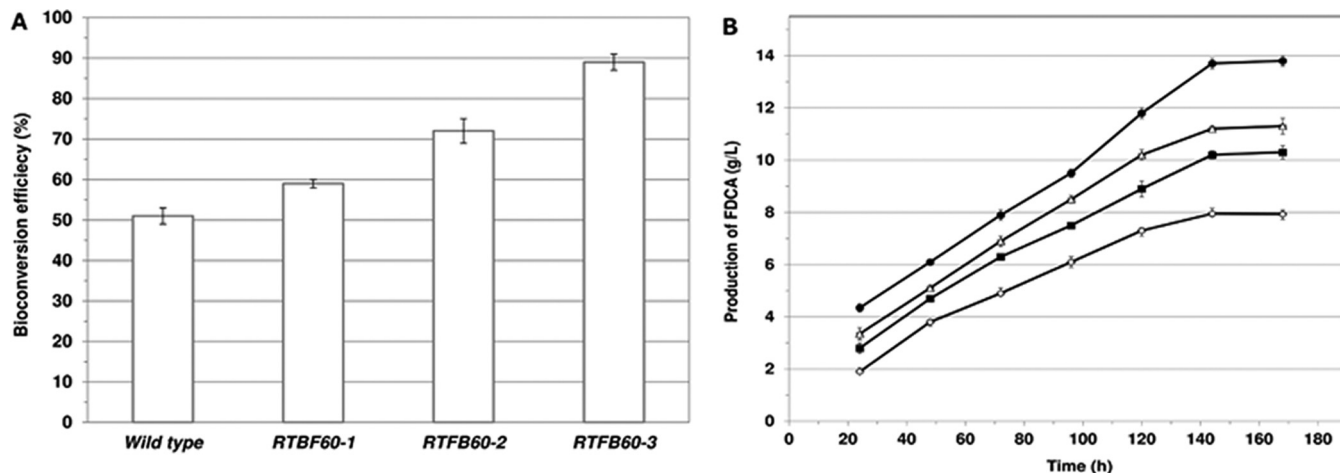 A
100
90
80
70
60
50
40
30
20
10
0
Bioconversion efficiecy (%)
Wild type RTBF60-1 RTFB60-2 RTFB60-3
B
14
12
10
8
6
4
2
0
Production of FDCA (g/L)
0 20 40 60 80 100 120 140 160 180
Time (h)